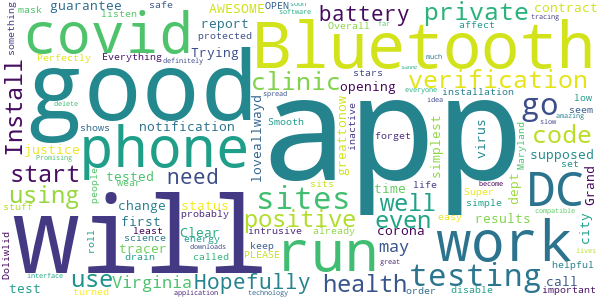 mask listen guarantee AWESOME OPEN soon software
something safe report protected Overall far
covid Trying battery private contract
Bluetooth affect tracing
Perfectly Everything definitely much everyone
Install good clinic stars installation low seem
delete spread opening verification idea slow amazing
justice phone notification loveallwayd Smooth app forget virus go code
shows greattonow inactive simplest Maryland supposed set
start tested need sites sits life Super DC Grand
using people wear positive well time dept simple become compatible
stuff will status even easy results city
change probably intrusive already work lives
Doliwlid first least Clear run corona helpful
tracer science energy keep PLEASE may testing call
roll drain called downloads health order disable important
test use Virginia Hopefully great
turned interface application technology